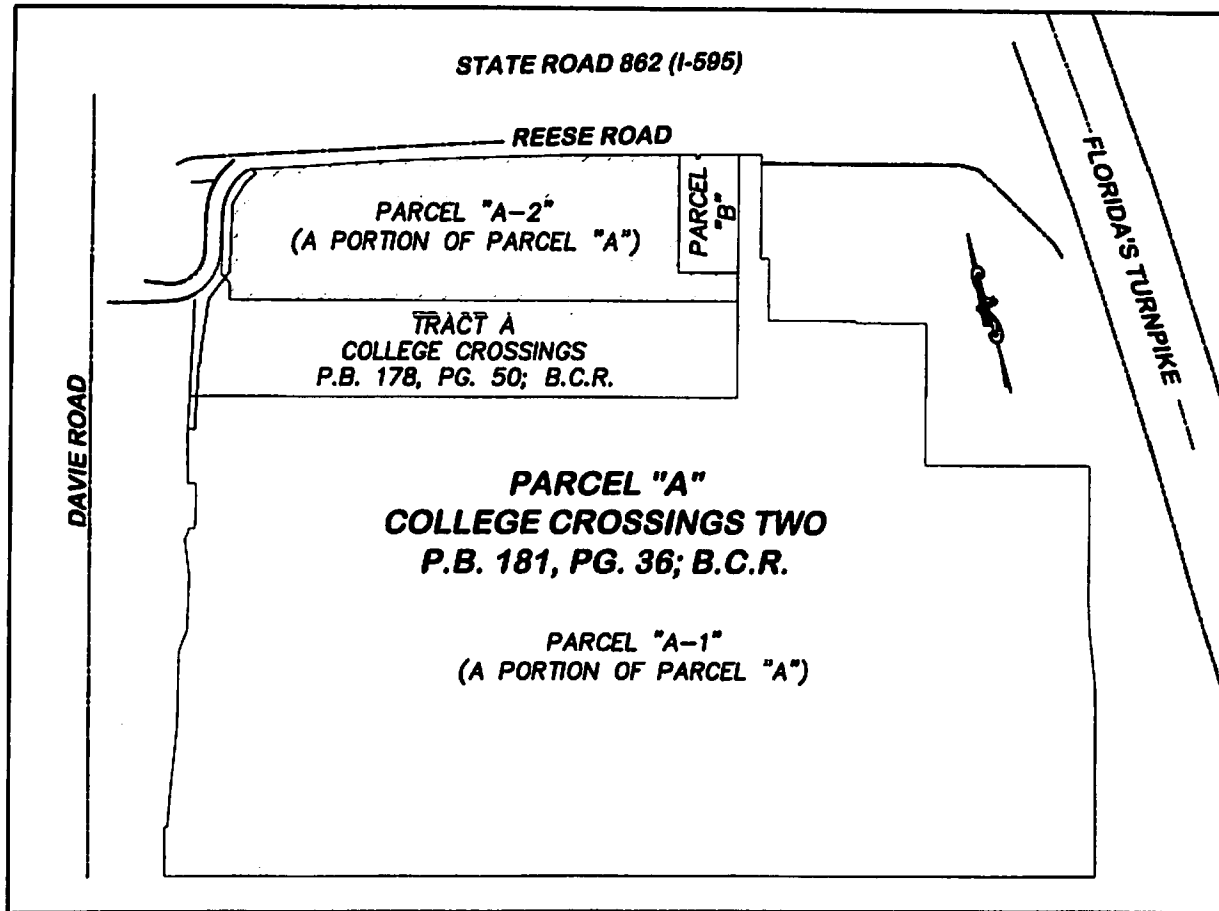 STATE ROAD 862 (I-595)
REESE ROAD
PARCEL "A-2"
(A PORTION OF PARCEL "A")
PARCEL
"B"
FLORIDA'S TURNPIKE
TRACT A
COLLEGE CROSSINGS
P.B. 178, PG. 50; B.C.R.
DAVIE ROAD
PARCEL "A"
COLLEGE CROSSINGS TWO
P.B. 181, PG. 36; B.C.R.
PARCEL "A-1"
(A PORTION OF PARCEL "A")